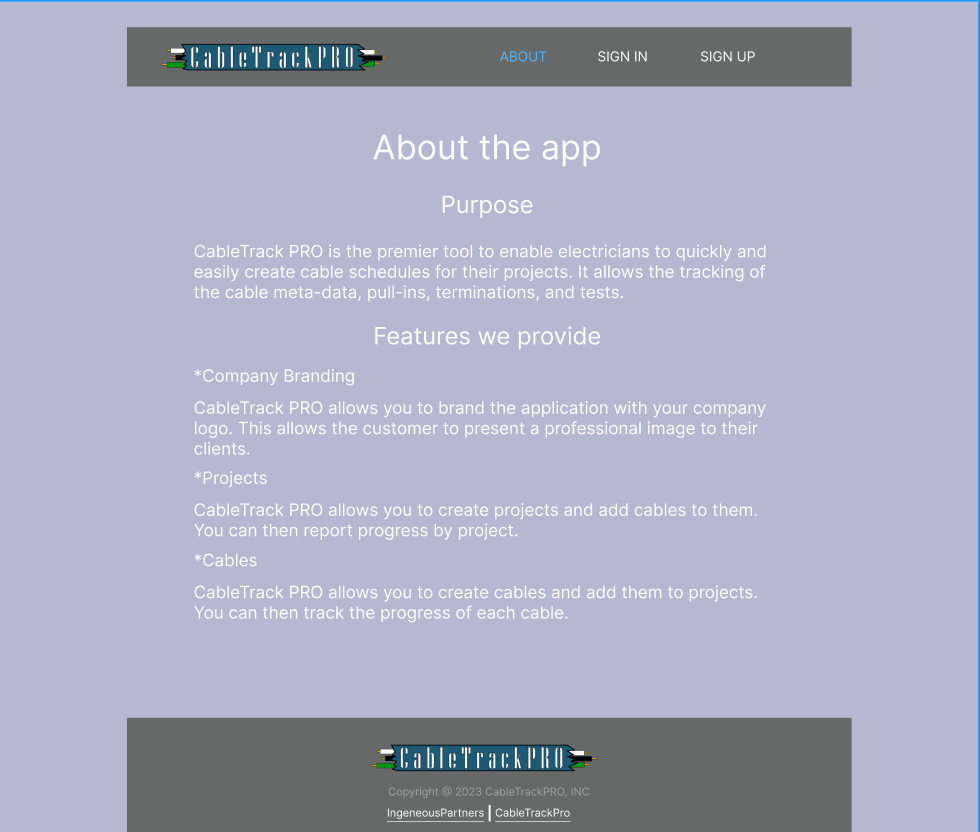 CableTrackPRO
ABOUT SIGN IN SIGN UP
About the app
Purpose
CableTrack PRO is the premier tool to enable electricians to quickly and
easily create cable schedules for their projects. It allows the tracking of
the cable meta-data, pull-ins, terminations, and tests.
Features we provide
*Company Branding
CableTrack PRO allows you to brand the application with your company
logo. This allows the customer to present a professional image to their
clients.
*Projects
CableTrack PRO allows you to create projects and add cables to them.
You can then report progress by project.
*Cables
CableTrack PRO allows you to create cables and add them to projects.
You can then track the progress of each cable.
CableTrackPRO
Copyright @ 2023 CableTrackPRO, INC
IngeneousPartners | CableTrackPro